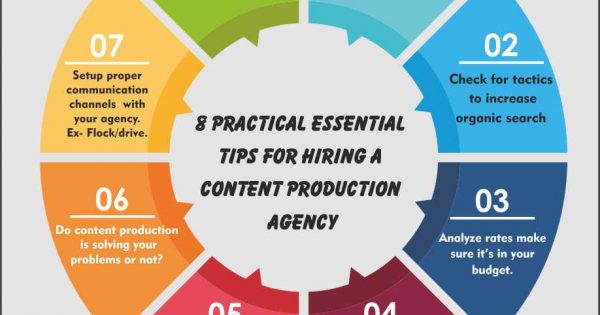 8 PRACTICAL ESSENTIAL
TIPS FOR HIRING A
CONTENT PRODUCTION
AGENCY
02
Check for tactics
to increase
organic search
03
Analyze rates make
sure it's in your
budget.
04
05
06
Do content production
is solving your
problems or not?
07
Setup proper
communication
channels with
your agency.
Ex- Flock/drive.